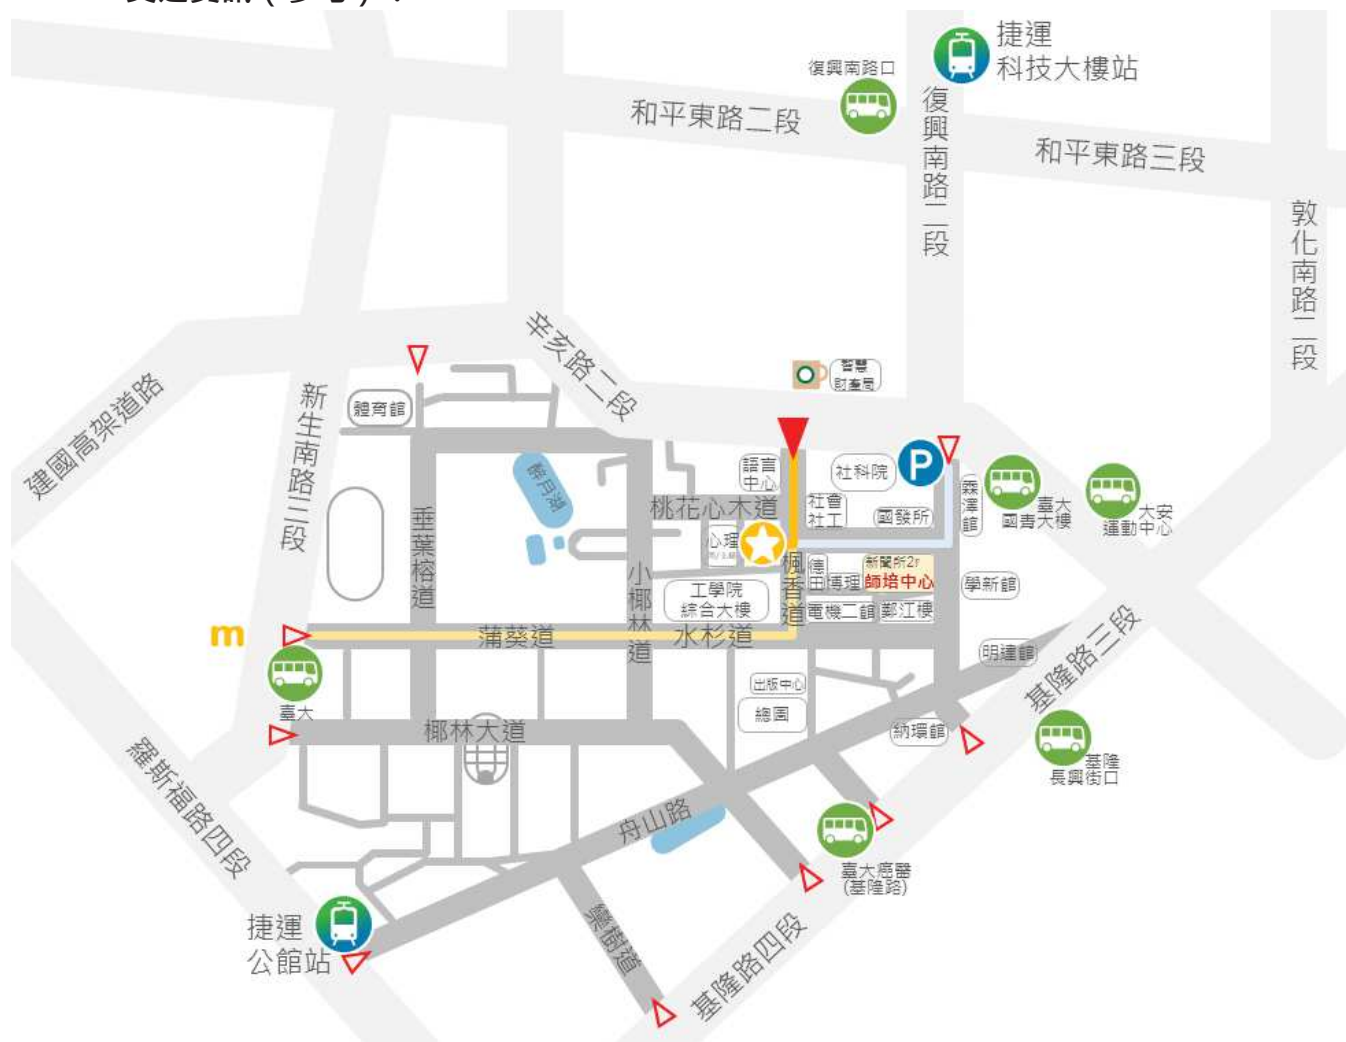 捷運
科技大樓站
復興南路口
和平東路二段
復興南路二段
和平東路三段
敦化南路二段
辛亥路二段
建國高架道路
新生南路三段
智慧
財產局
體育館
醉月湖
語言
中心
社科院
P
霖澤館
臺大
國青大樓
大安
運動中心
桃花心木道
社會
社工
國發所
垂葉榕道
心理
楓香道
德田
博理
新聞所2F
師培中心
小椰林道
工學院
綜合大樓
電機二館
鄭江樓
學新館
m
蒲葵道
水杉道
明達館
基隆路三段
臺大
出版中心
總圖
椰林大道
納環館
基隆
長興街口
羅斯福路四段
舟山路
臺大癌醫
(基隆路)
捷運
公館站
欒樹道
基隆路四段